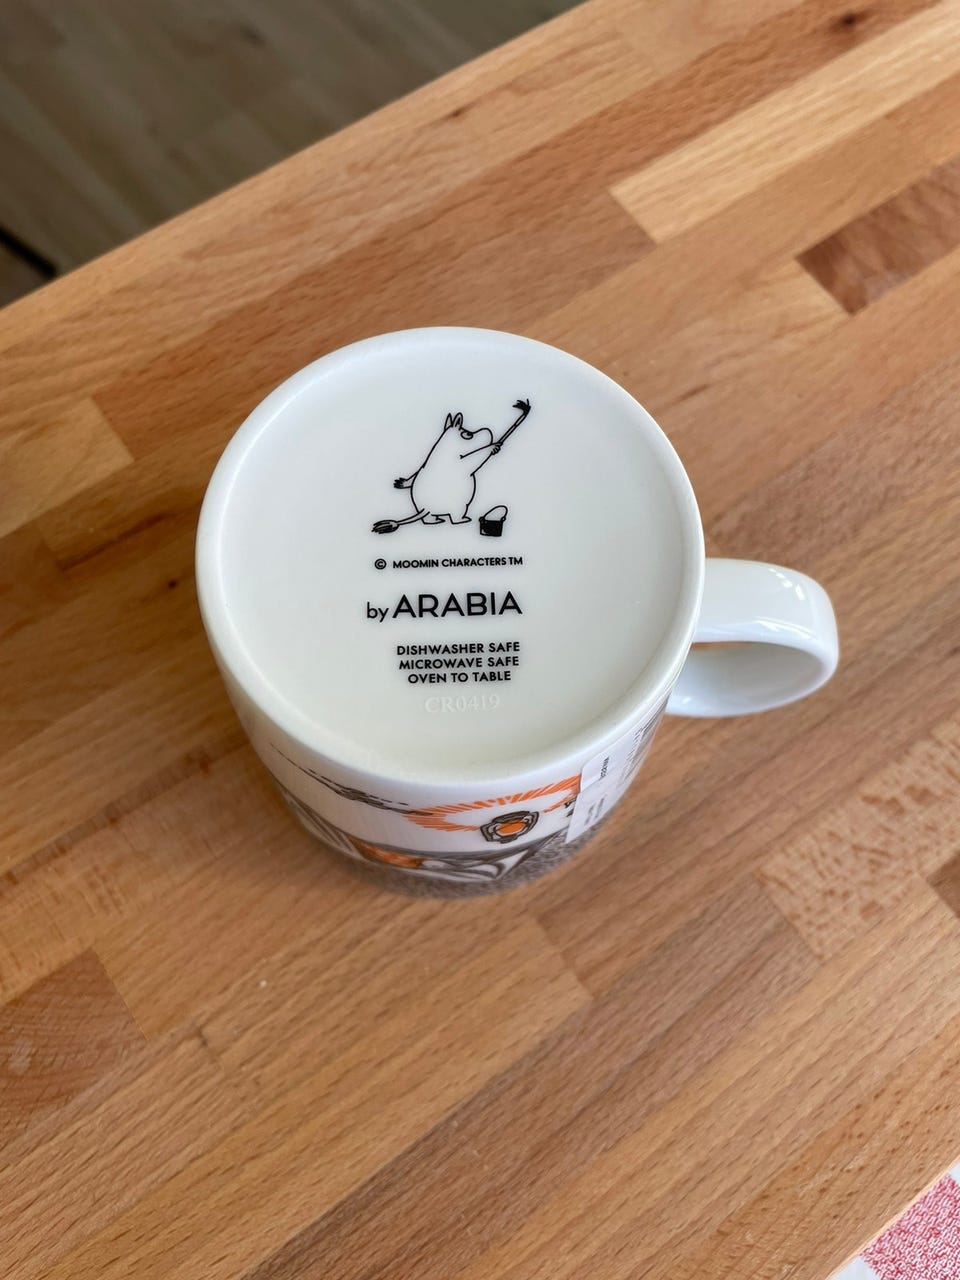 © MOOMIN CHARACTERS TM
by ARABIA
DISHWASHER SAFE
MICROWAVE SAFE
OVEN TO TABLE
CR0419